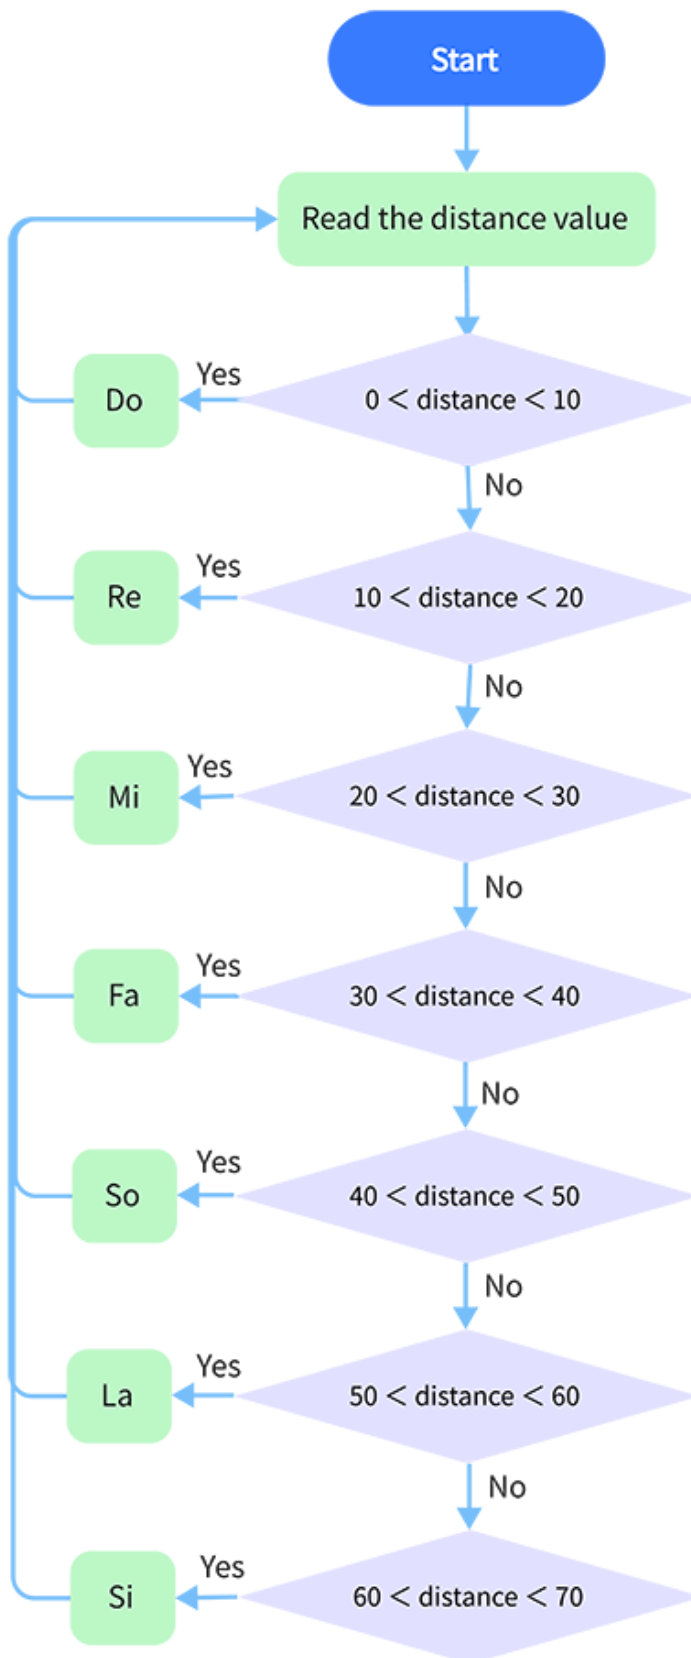 Start
Read the distance value
Yes
Do
0 < distance < 10
No
Yes
Re
10 < distance < 20
No
Yes
Mi
20 < distance < 30
No
Yes
Fa
30 < distance < 40
No
Yes
So
40 < distance < 50
No
Yes
La
50 < distance < 60
No
Yes
Si
60 < distance < 70